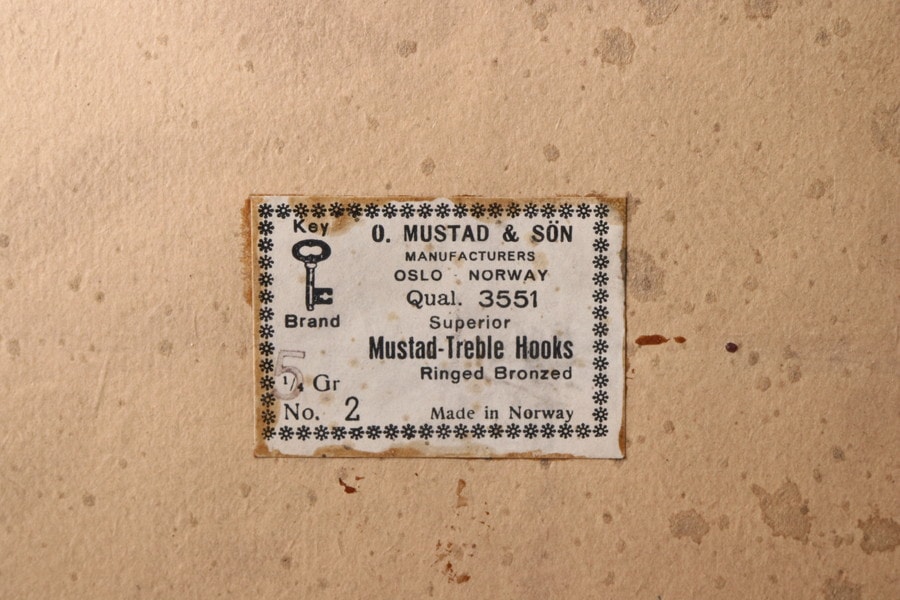 Key
Brand
O. MUSTAD & SÖN
MANUFACTURERS
OSLO · NORWAY
Qual. 3551
Superior
Mustad-Treble Hooks
Ringed Bronzed
5
1/4 Gr
No. 2
Made in Norway